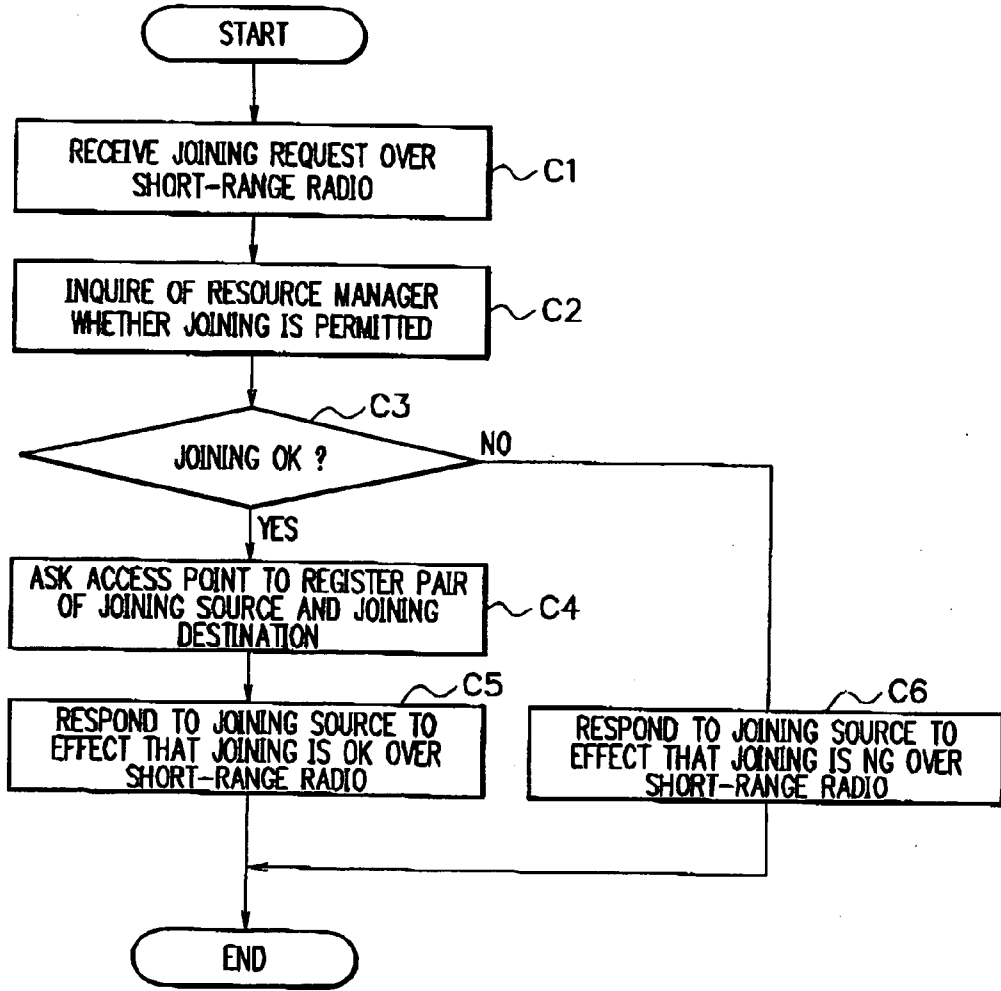 START
RECEIVE JOINING REQUEST OVER
SHORT-RANGE RADIO
C1
INQUIRE OF RESOURCE MANAGER
WHETHER JOINING IS PERMITTED
C2
C3
JOINING OK ?
NO
YES
ASK ACCESS POINT TO REGISTER PAIR
OF JOINING SOURCE AND JOINING
DESTINATION
C4
C5
RESPOND TO JOINING SOURCE TO
EFFECT THAT JOINING IS OK OVER
SHORT-RANGE RADIO
C6
RESPOND TO JOINING SOURCE TO
EFFECT THAT JOINING IS NG OVER
SHORT-RANGE RADIO
END